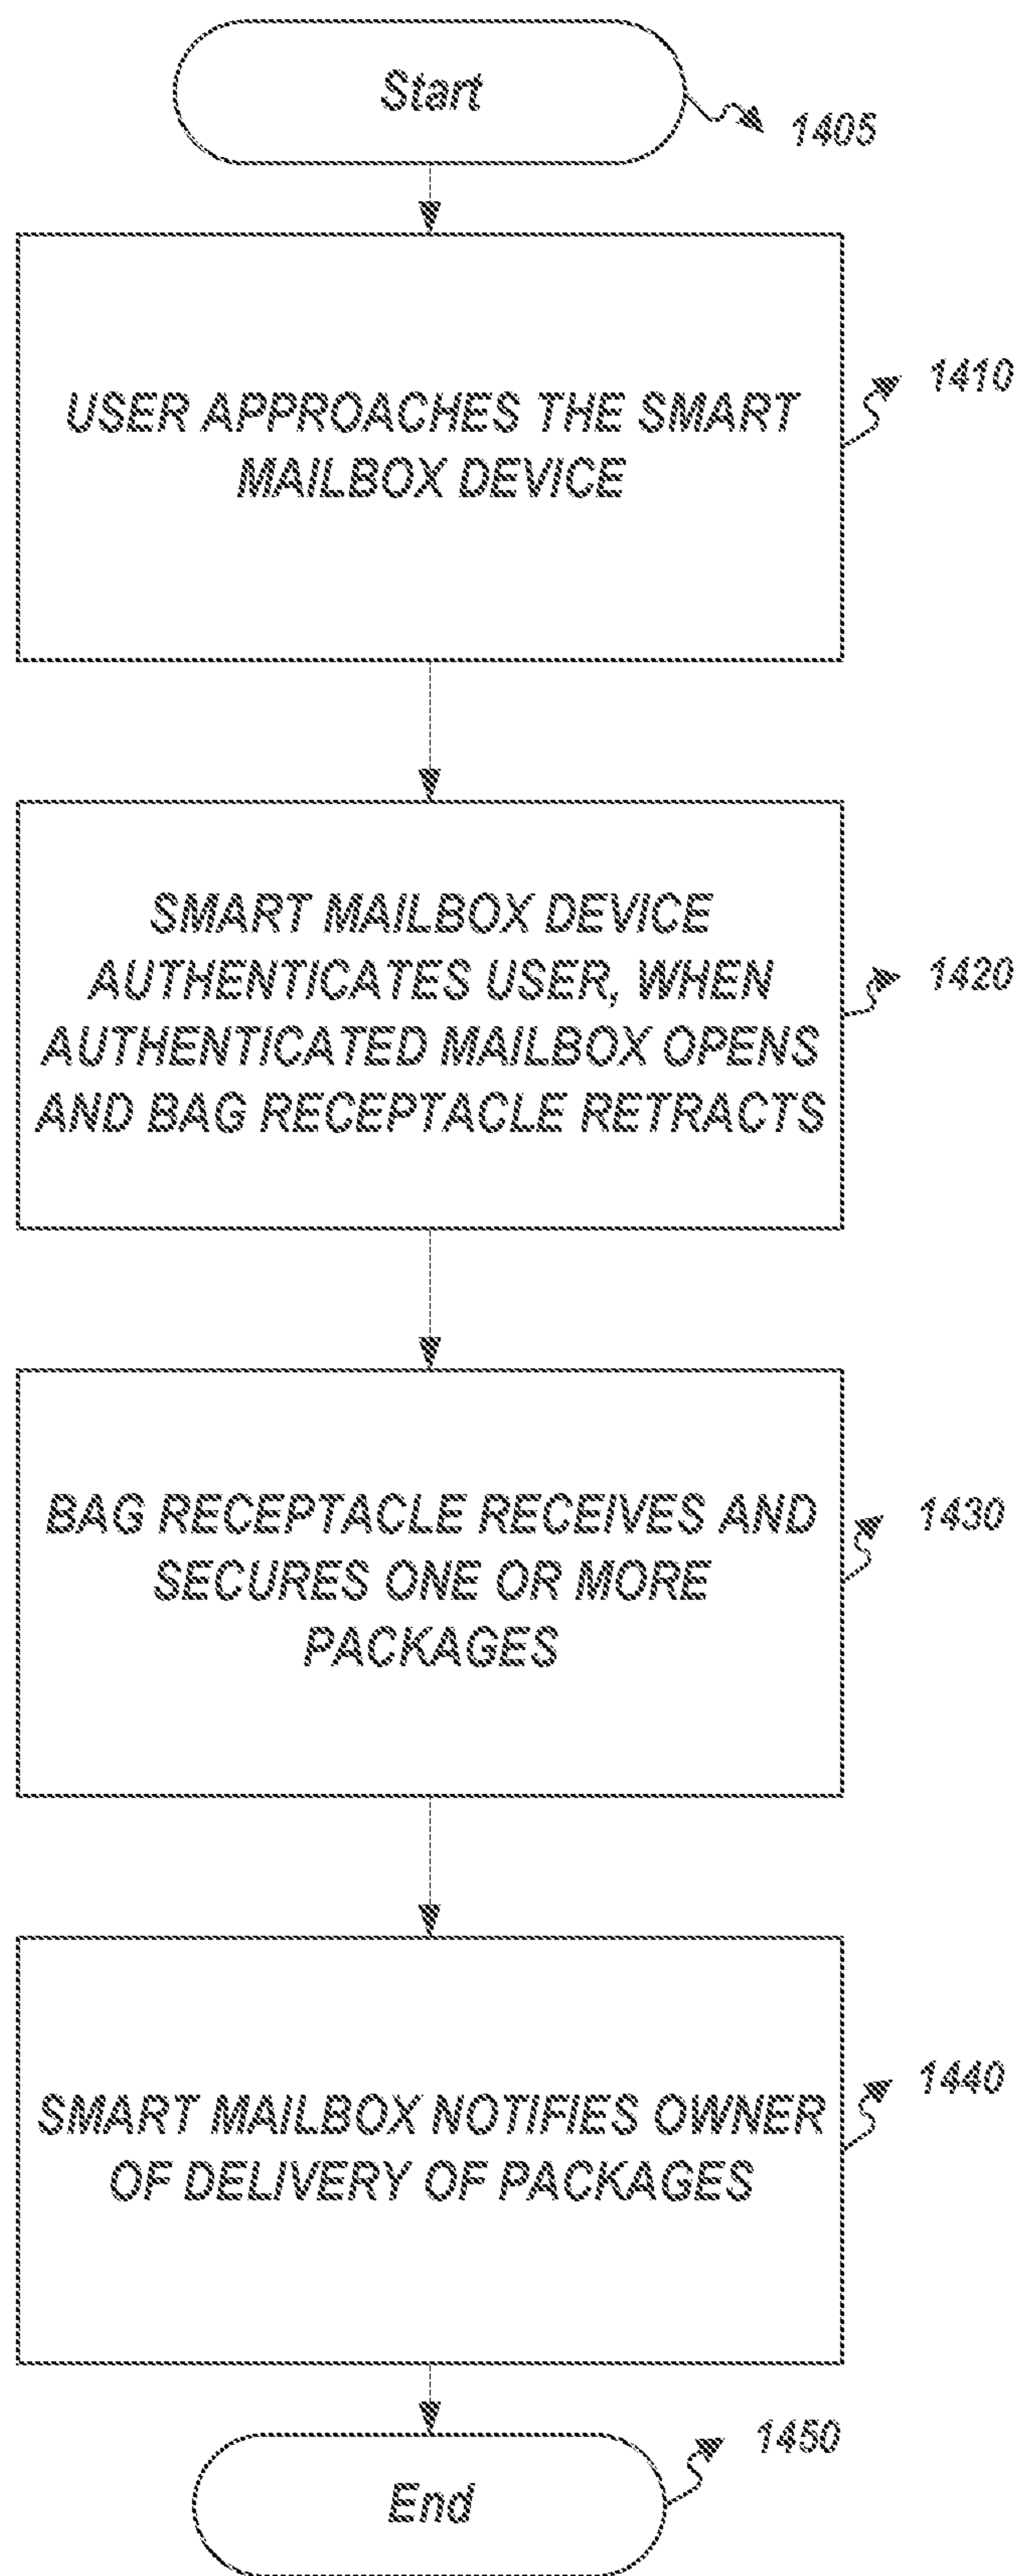 Start
1405
USER APPROACHES THE SMART
MAILBOX DEVICE
1410
SMART MAILBOX DEVICE
AUTHENTICATES USER, WHEN
AUTHENTICATED MAILBOX OPENS
AND BAG RECEPTACLE RETRACTS
1420
BAG RECEPTACLE RECEIVES AND
SECURES ONE OR MORE
PACKAGES
1430
SMART MAILBOX NOTIFIES OWNER
OF DELIVERY OF PACKAGES
1440
End
1450